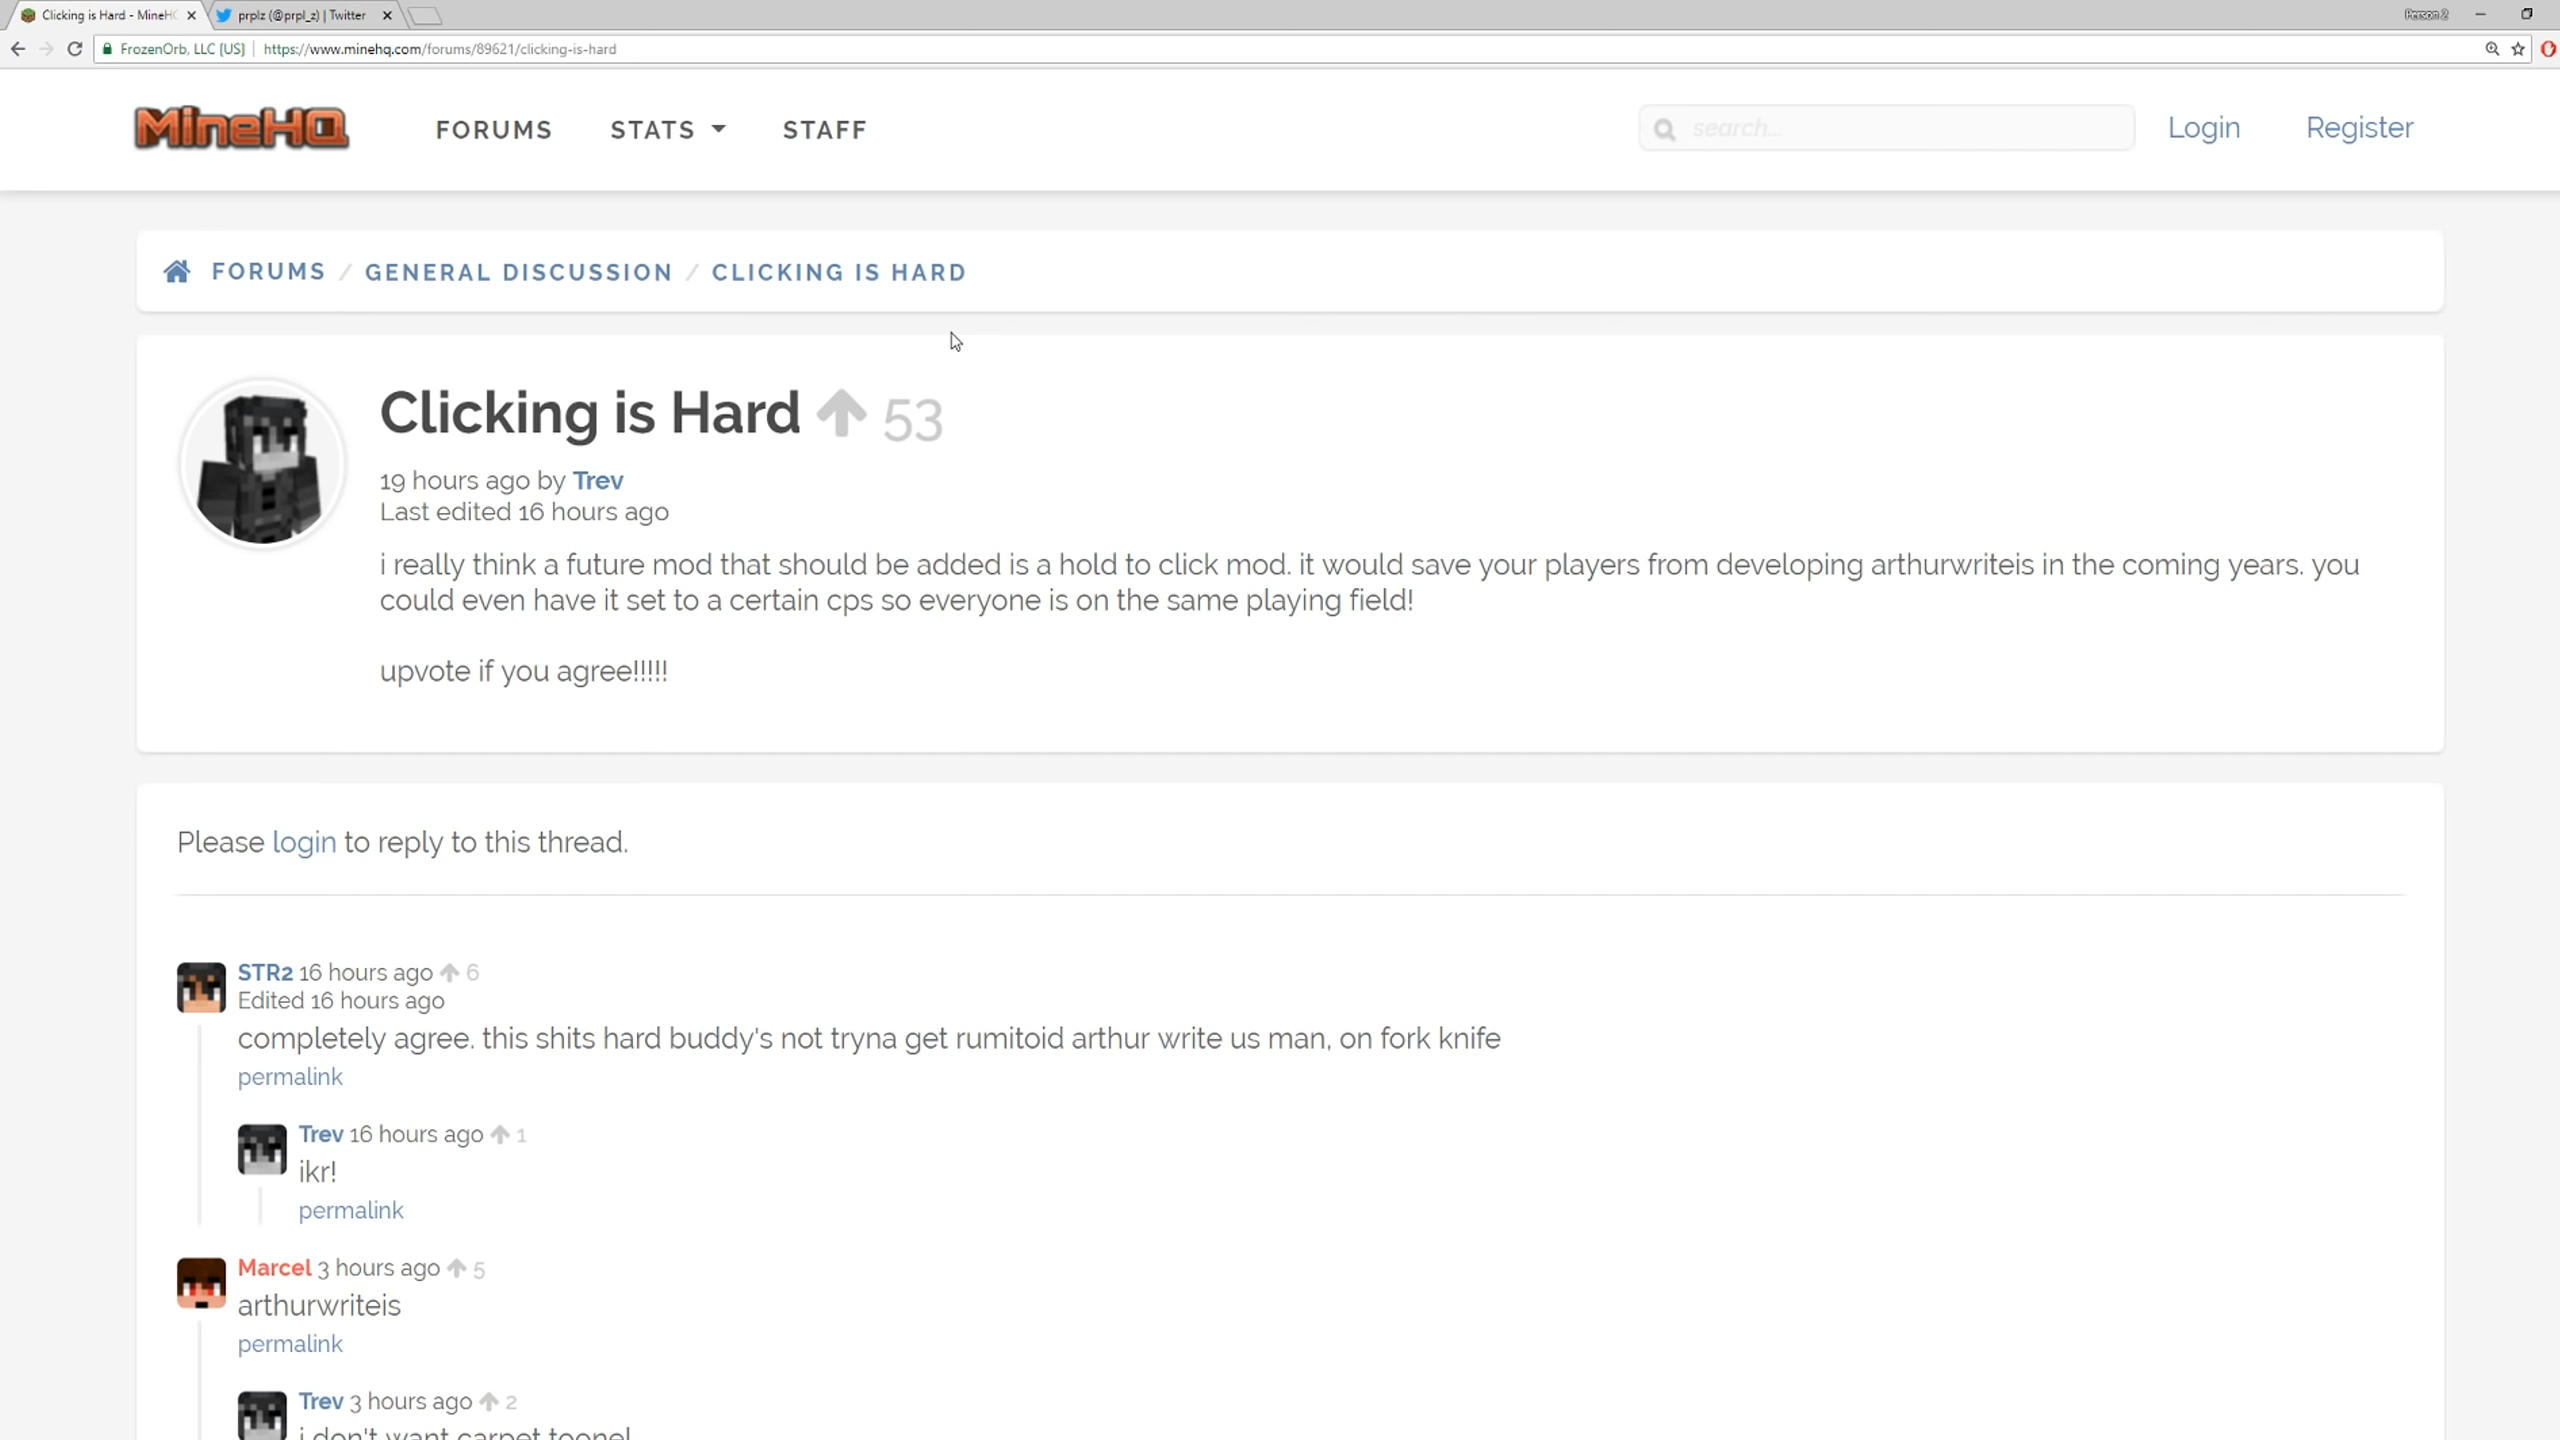 Clicking is Hard - MineHQ
prplz (@prpl_z) | Twitter
Person 2
FrozenOrb, LLC [US]
https://www.minehq.com/forums/89621/clicking-is-hard
MineHQ
FORUMS
STATS
STAFF
search...
Login
Register
FORUMS / GENERAL DISCUSSION / CLICKING IS HARD
Clicking is Hard 53
19 hours ago by Trev
Last edited 16 hours ago
i really think a future mod that should be added is a hold to click mod. it would save your players from developing arthurwriteis in the coming years. you
could even have it set to a certain cps so everyone is on the same playing field!
upvote if you agree!!!!!
Please login to reply to this thread.
STR2 16 hours ago 6
Edited 16 hours ago
completely agree. this shits hard buddy's not tryna get rumitoid arthur write us man, on fork knife
permalink
Trev 16 hours ago 1
ikr!
permalink
Marcel 3 hours ago 5
arthurwriteis
permalink
Trev 3 hours ago 2
i don't want carpet toonel